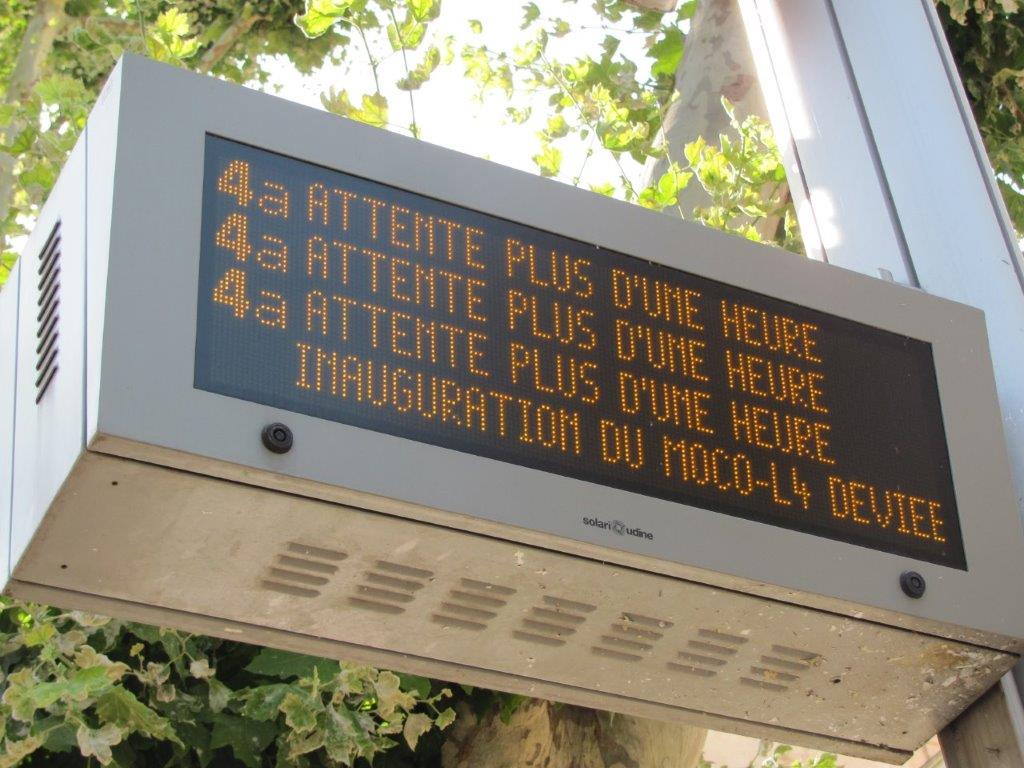 4a ATTENTE PLUS D'UNE HEURE
4a ATTENTE PLUS D'UNE HEURE
4a ATTENTE PLUS D'UNE HEURE
INAUGURATION DU MOCO-L4 DEVIEE
solari udine